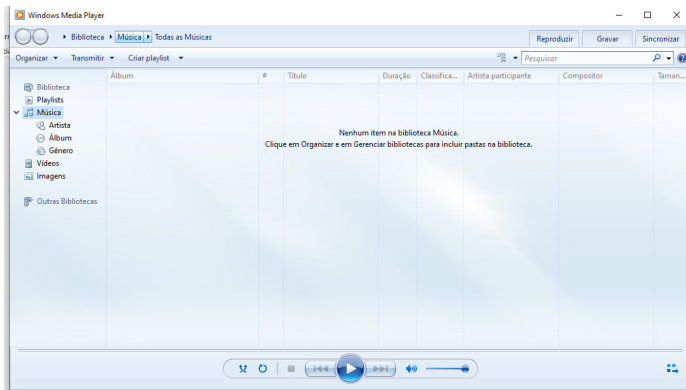 Windows Media Player
Biblioteca Música Todas as Músicas
Reproduzir Gravar Sincronizar
Organizar Transmitir Criar playlist
Pesquisar
Álbum # Título Duração Classifica... Artista participante Compositor Taman...
Biblioteca
Playlists
Música
Artista
Álbum
Gênero
Vídeos
Imagens
Outras Bibliotecas
Nenhum item na biblioteca Música.
Clique em Organizar e em Gerenciar bibliotecas para incluir pastas na biblioteca.